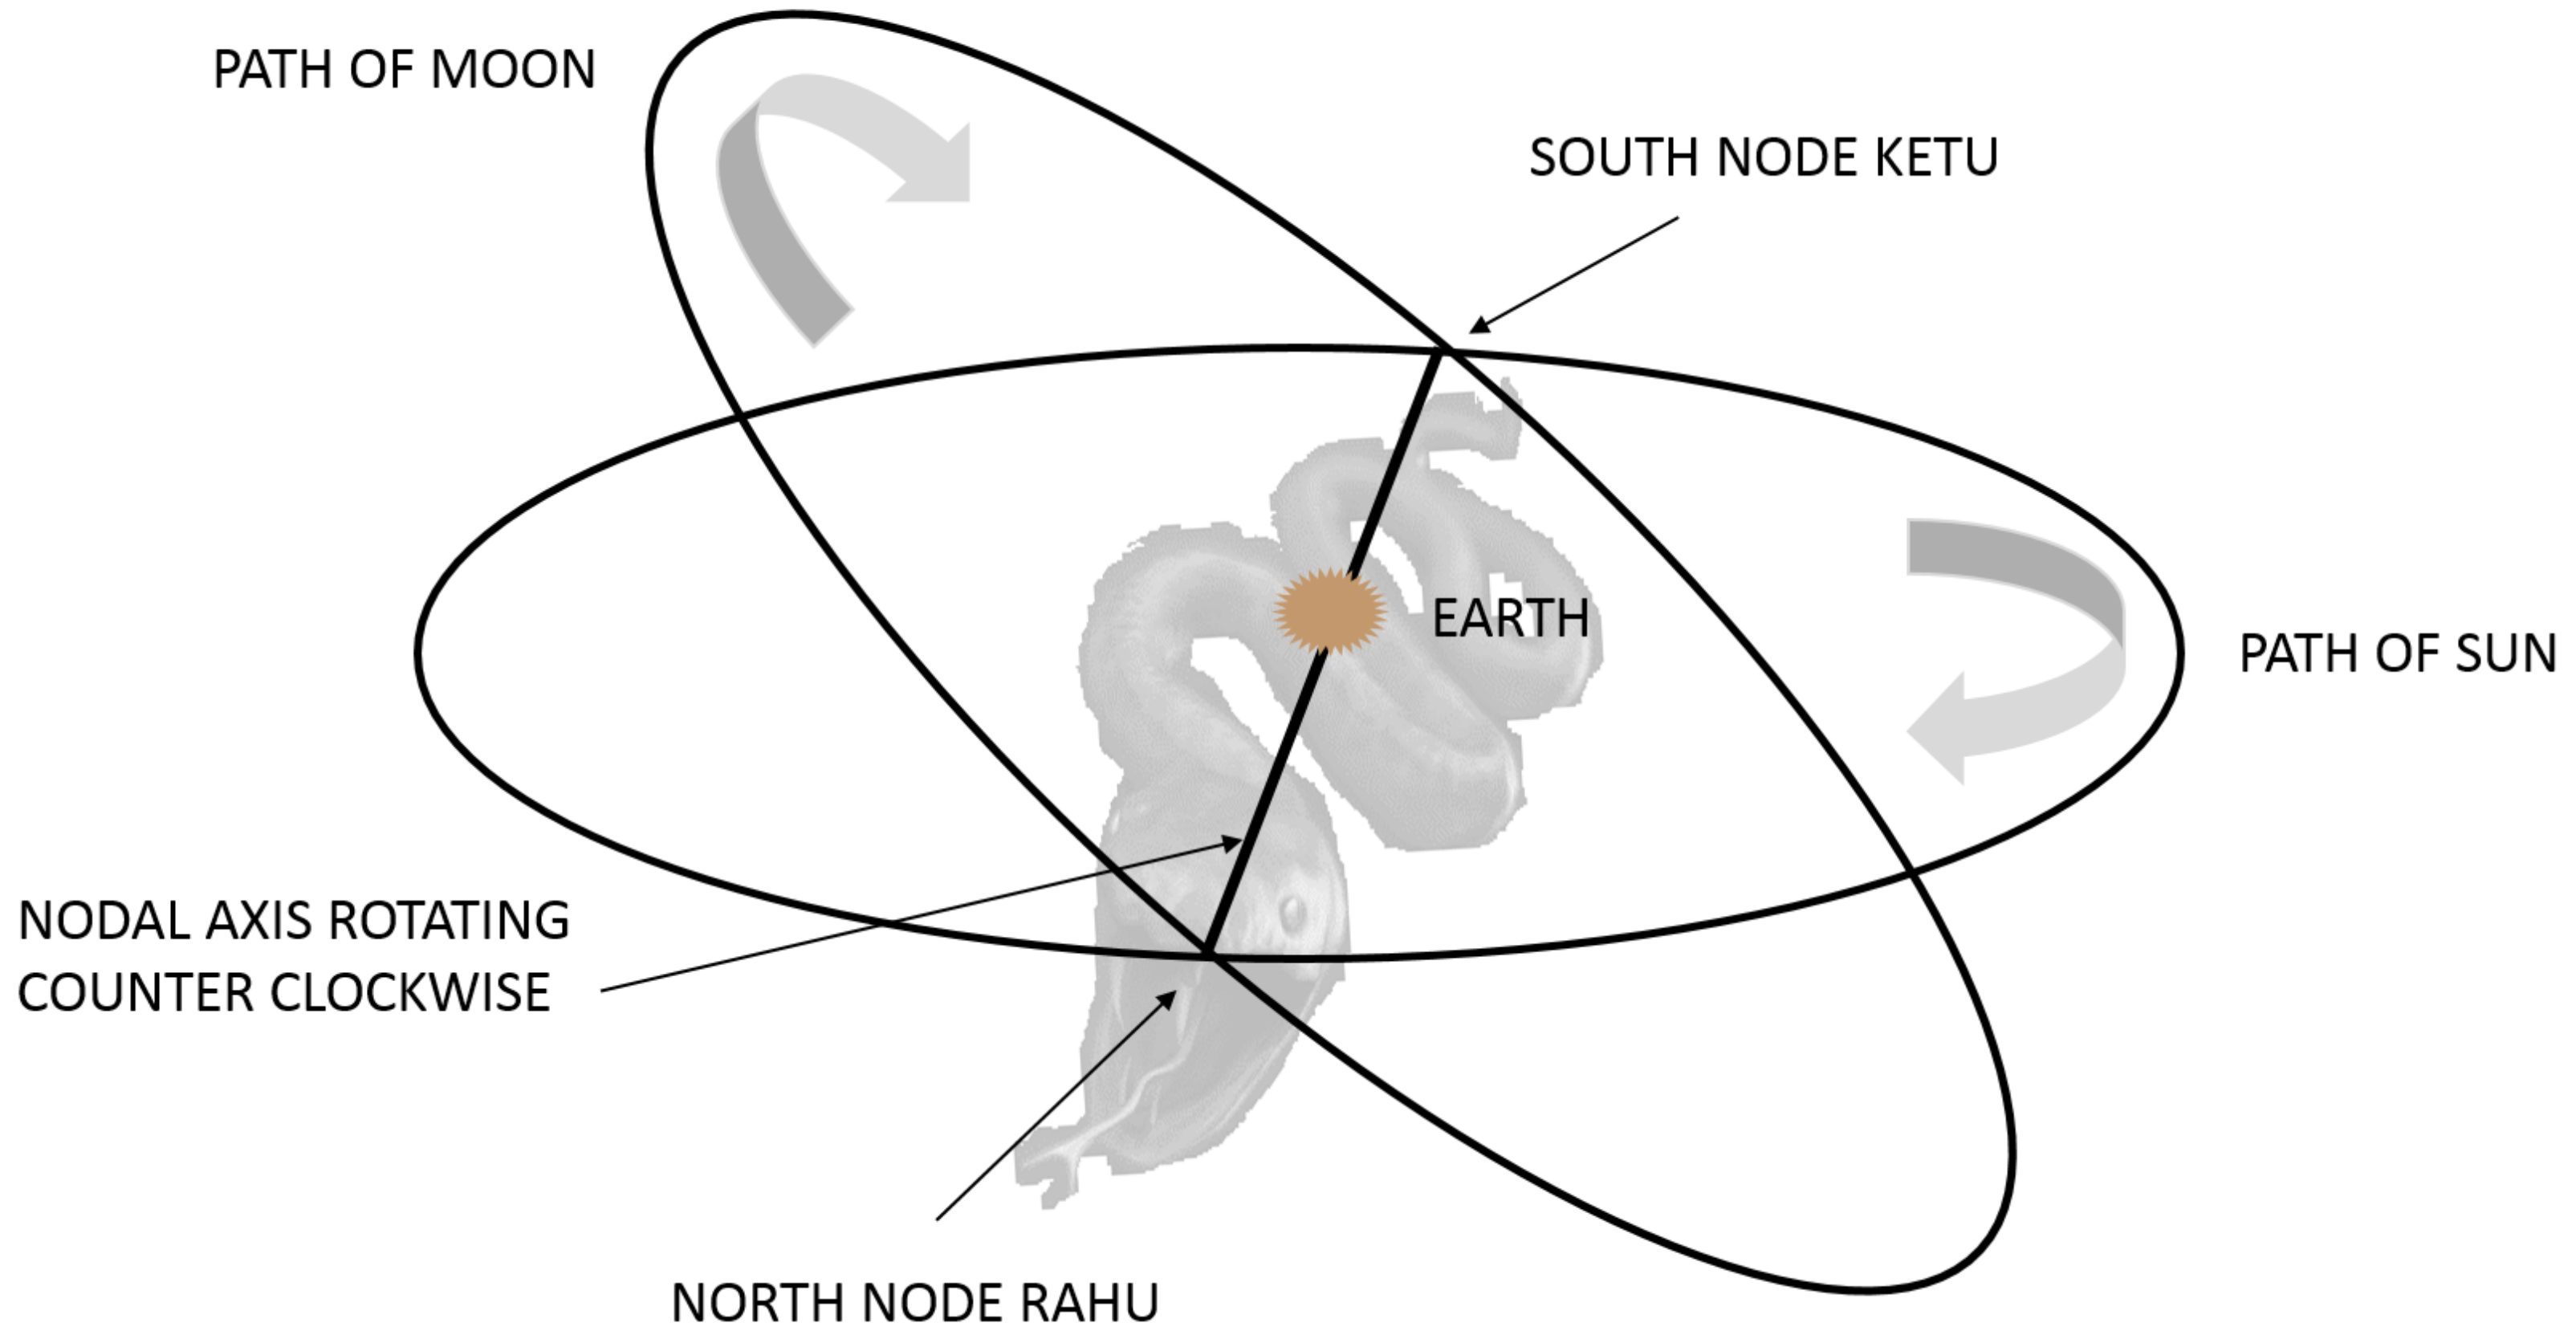 PATH OF MOON
SOUTH NODE KETU
EARTH
PATH OF SUN
NODAL AXIS ROTATING
COUNTER CLOCKWISE
NORTH NODE RAHU